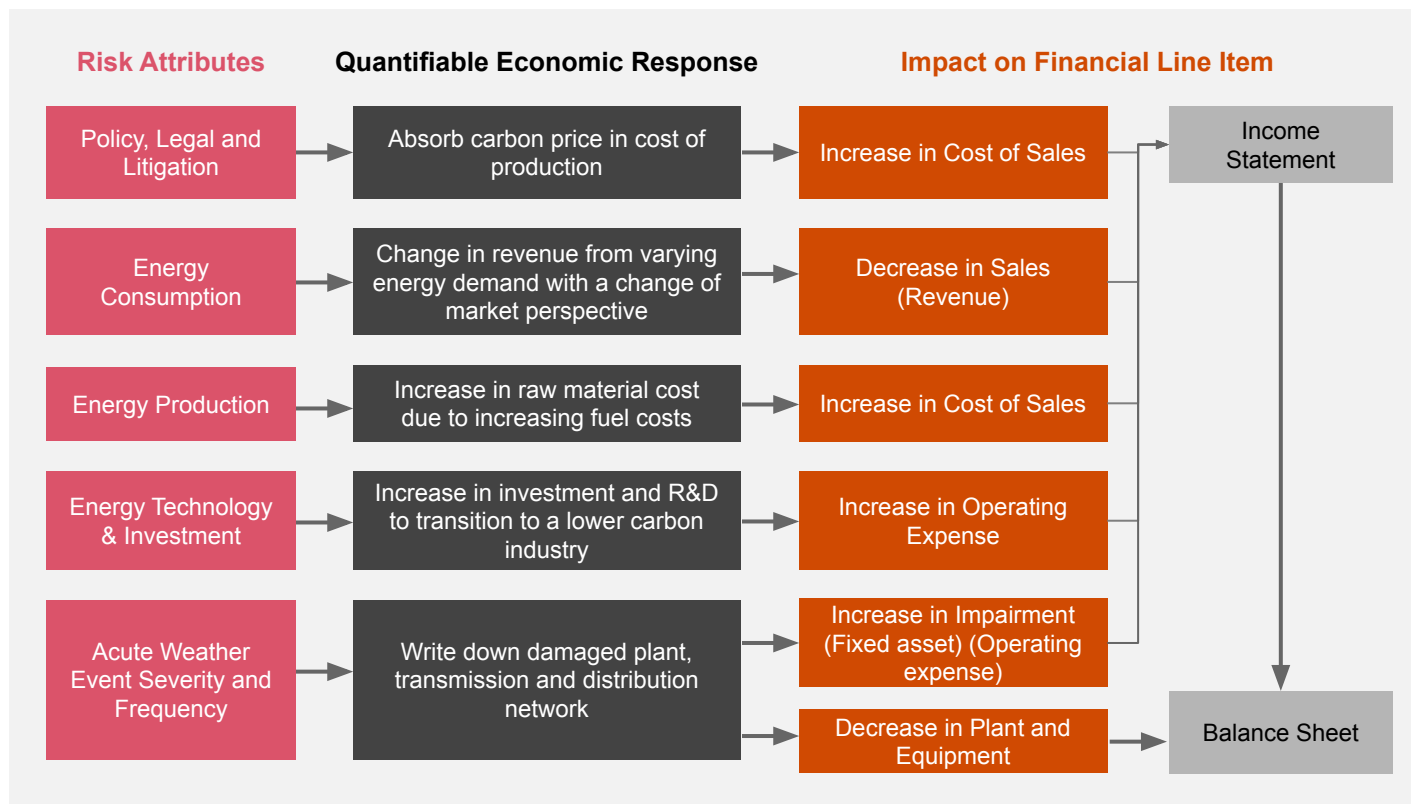 Risk Attributes
Quantifiable Economic Response
Impact on Financial Line Item
Policy, Legal and
Litigation
Absorb carbon price in cost of
production
Increase in Cost of Sales
Income
Statement
Energy
Consumption
Change in revenue from varying
energy demand with a change of
market perspective
Decrease in Sales
(Revenue)
Energy Production
Increase in raw material cost
due to increasing fuel costs
Increase in Cost of Sales
Energy Technology
& Investment
Increase in investment and R&D
to transition to a lower carbon
industry
Increase in Operating
Expense
Acute Weather
Event Severity and
Frequency
Write down damaged plant,
transmission and distribution
network
Increase in Impairment
(Fixed asset) (Operating
expense)
Decrease in Plant and
Equipment
Balance Sheet